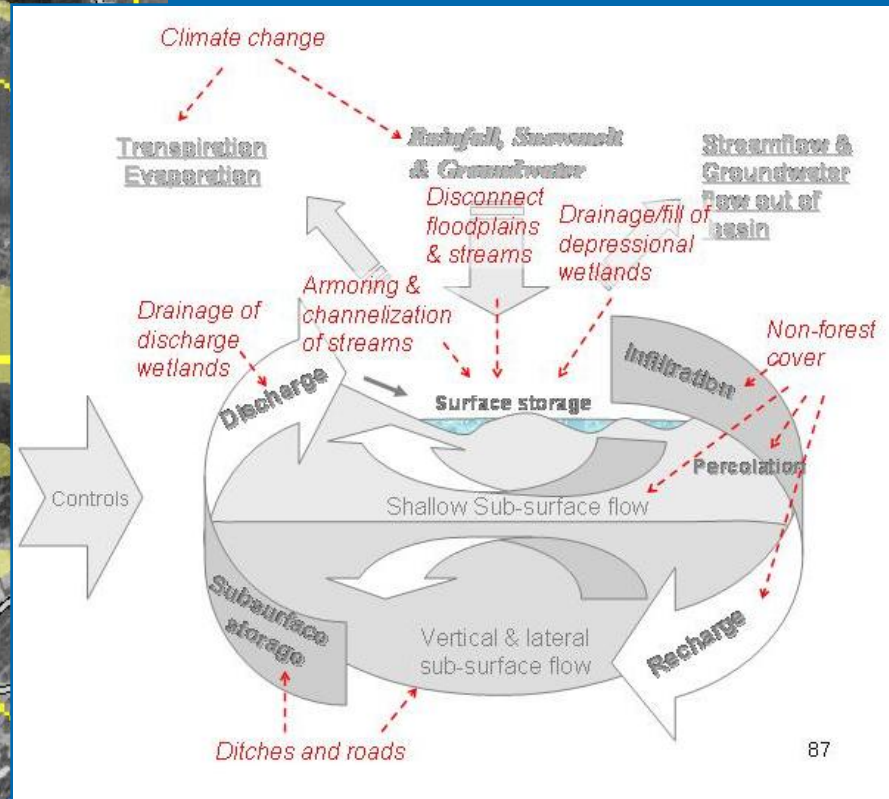 Climate change
Transpiration
Evaporation
Rainfall, Snowmelt
& Groundwater
Streamflow &
Groundwater
flow out of
basin
Disconnect
floodplains
& streams
Drainage/fill of
depressional
wetlands
Armoring &
channelization
of streams
Drainage of
discharge
wetlands
Non-forest
cover
Infiltration
Discharge
Surface storage
Percolation
Controls
Shallow Sub-surface flow
Subsurface
storage
Vertical & lateral
sub-surface flow
Recharge
Ditches and roads
87